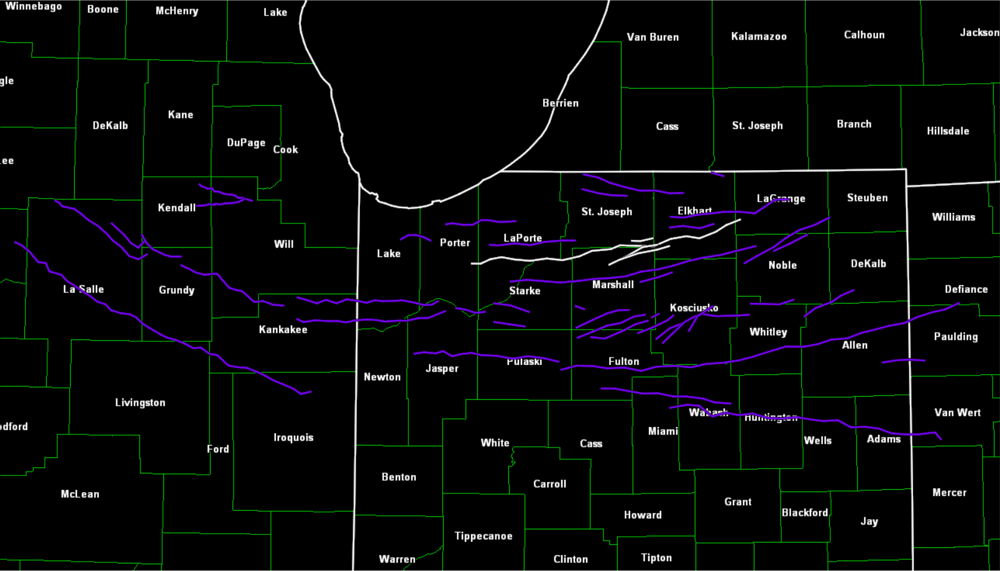 Winnebago
Boone
McHenry
Lake
Van Buren
Kalamazoo
Calhoun
Jackson
gle
Berrien
Kane
DeKalb
Cass
St. Joseph
Branch
Hillsdale
DuPage
Cook
ee
Kendall
St. Joseph
Elkhart
LaGrange
Steuben
Williams
Will
Lake
Porter
LaPorte
Noble
DeKalb
La Salle
Grundy
Starke
Marshall
Defiance
Kosciusko
Kankakee
Whitley
Paulding
Allen
Newton
Jasper
Pulaski
Fulton
Livingston
Wabash
Huntington
Van Wert
odford
Iroquois
Ford
White
Cass
Miami
Wells
Adams
Benton
Carroll
McLean
Grant
Mercer
Howard
Blackford
Jay
Tippecanoe
Warren
Clinton
Tipton